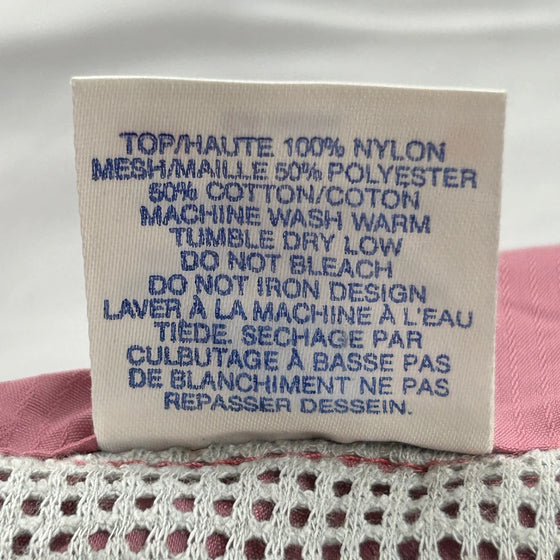 TOP/HAUTE 100% NYLON
MESH/MAILLE 50% POLYESTER
50% COTTON/COTON
MACHINE WASH WARM
TUMBLE DRY LOW
DO NOT BLEACH
DO NOT IRON DESIGN
LAVER À LA MACHINE À L'EAU
TIÈDE. SECHAGE PAR
CULBUTAGE À BASSE PAS
DE BLANCHIMENT NE PAS
REPASSER DESSEIN.